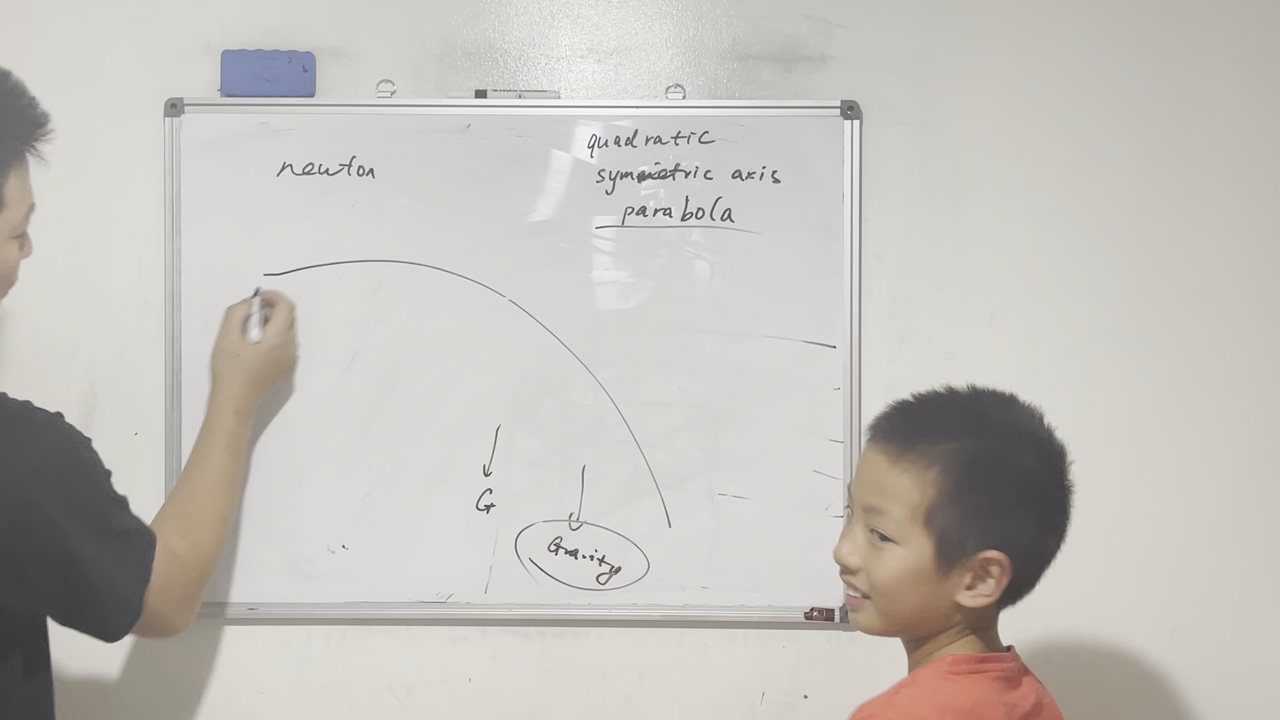 newton
quadratic
symmetric axis
parabola
G
Gravity